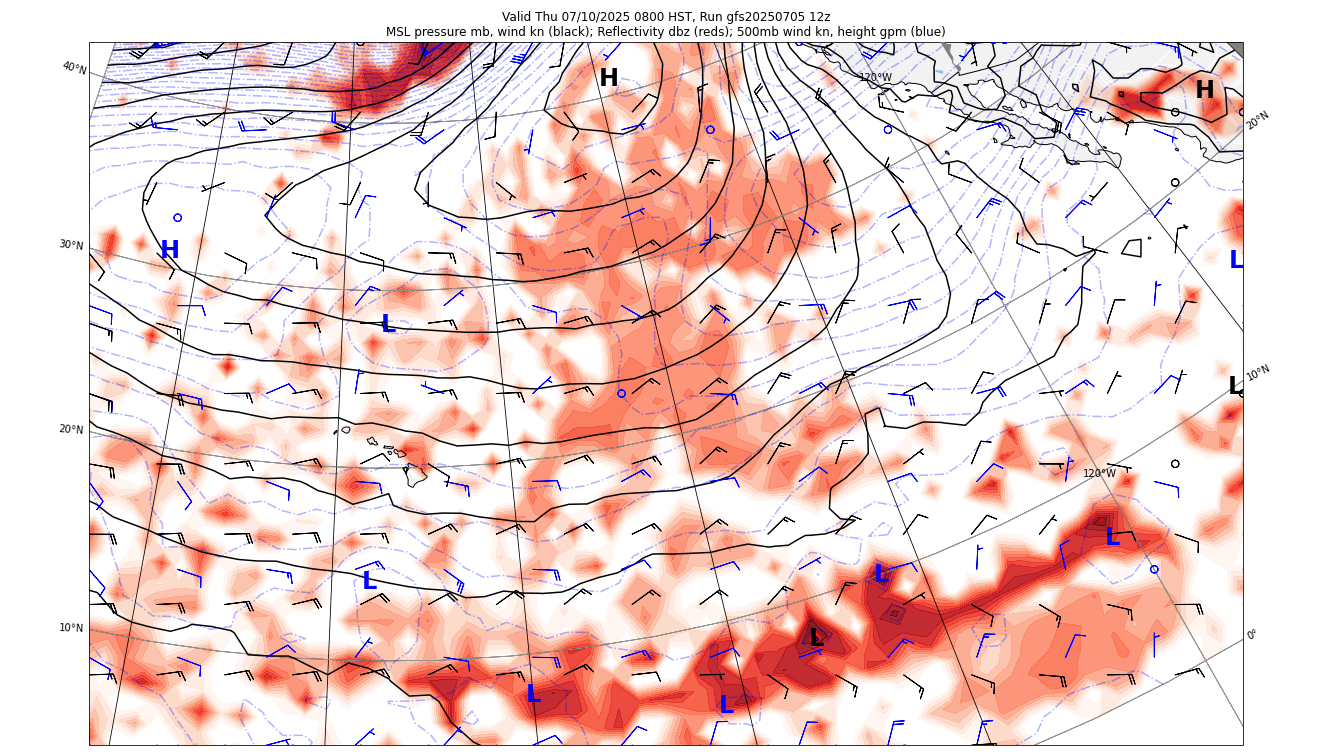 Valid Thu 07/10/2025 0800 HST, Run gfs20250705 12z
MSL pressure mb, wind kn (black); Reflectivity dbz (reds); 500mb wind kn, height gpm (blue)
40°N
H
120°W
H
20°N
30°N
H
L
L
10°N
L
20°N
120°W
L
L
L
10°N
L
0°
L
L